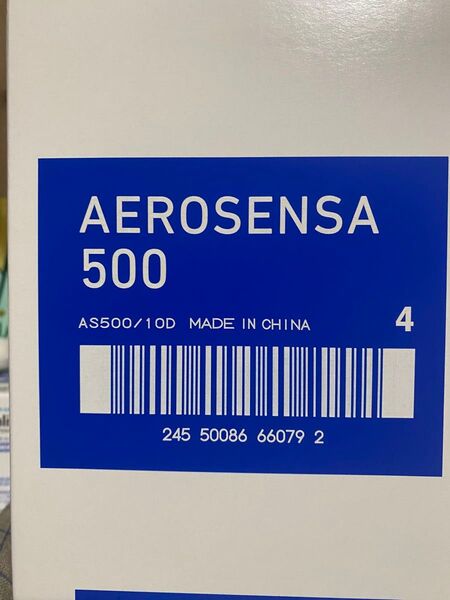 AEROSENSA
500
AS500/10D MADE IN CHINA 4
245 50086 66079 2